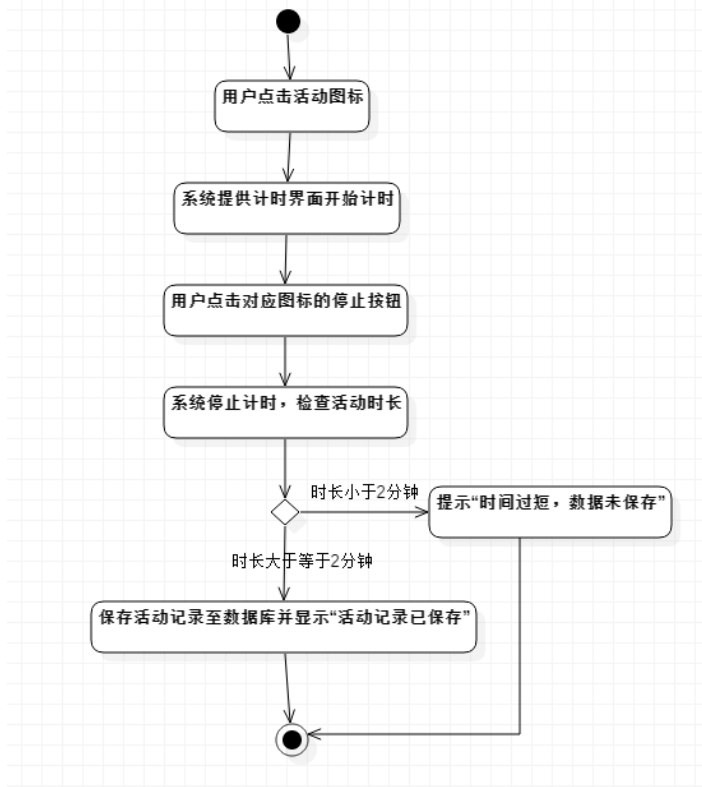 用户点击活动图标
系统提供计时界面开始计时
用户点击对应图标的停止按钮
系统停止计时，检查活动时长
时长小于2分钟
提示“时间过短，数据未保存”
时长大于等于2分钟
保存活动记录至数据库并显示“活动记录已保存”